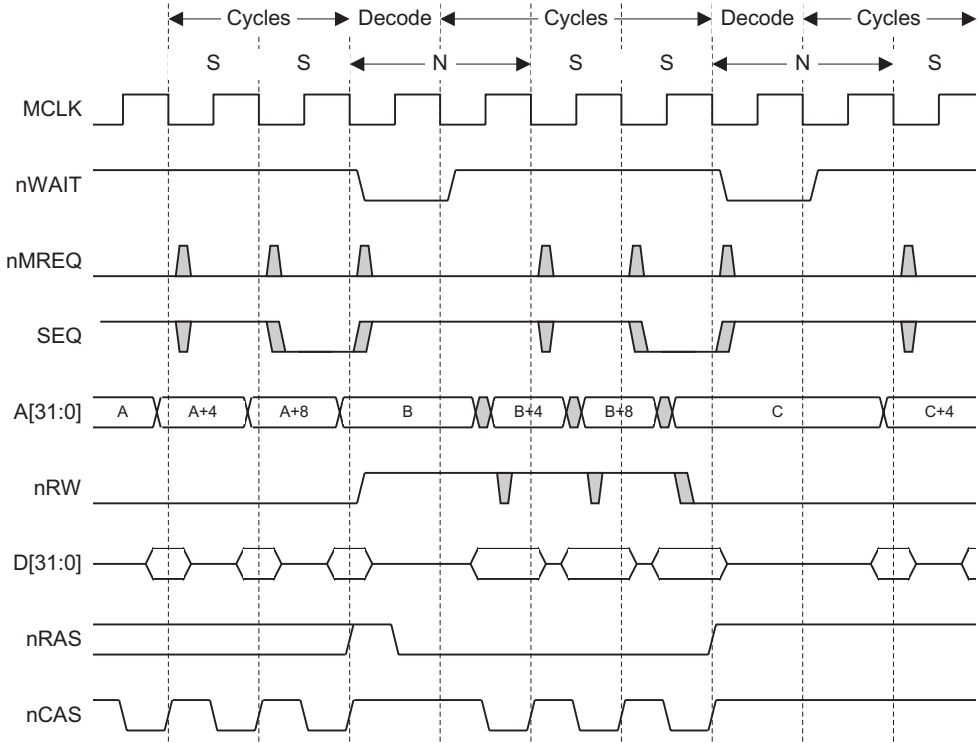 Cycles Decode Cycles Decode Cycles
S S N S S N S
MCLK
nWAIT
nMREQ
SEQ
A[31:0] A A+4 A+8 B B+4 B+8 C C+4
nRW
D[31:0]
nRAS
nCAS